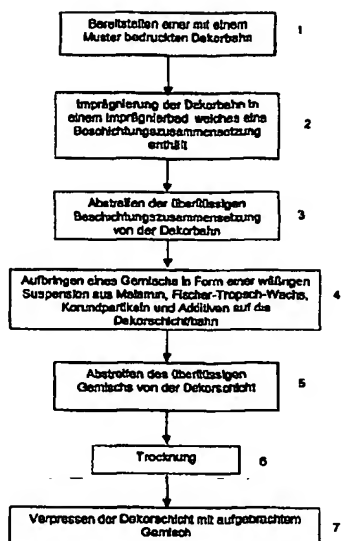 Bereitstellen einer mit einem
Muster bedruckten Dekorbahn
1
Imprägnierung der Dekorbahn in
einem Imprägnierbad welches eine
Beschichtungszusammensetzung
enthält
2
Abstreifen der überflüssigen
Beschichtungszusammensetzung
von der Dekorbahn
3
Aufbringen eines Gemischs in Form einer wäßrigen
Suspension aus Melamin, Fischer-Tropsch-Wachs,
Korundpartikeln und Additiven auf die
Dekorschicht/bahn
4
Abstreifen des überflüssigen
Gemischs von der Dekorschicht
5
Trocknung
6
Verpressen der Dekorschicht mit aufgebrachtem
Gemisch
7